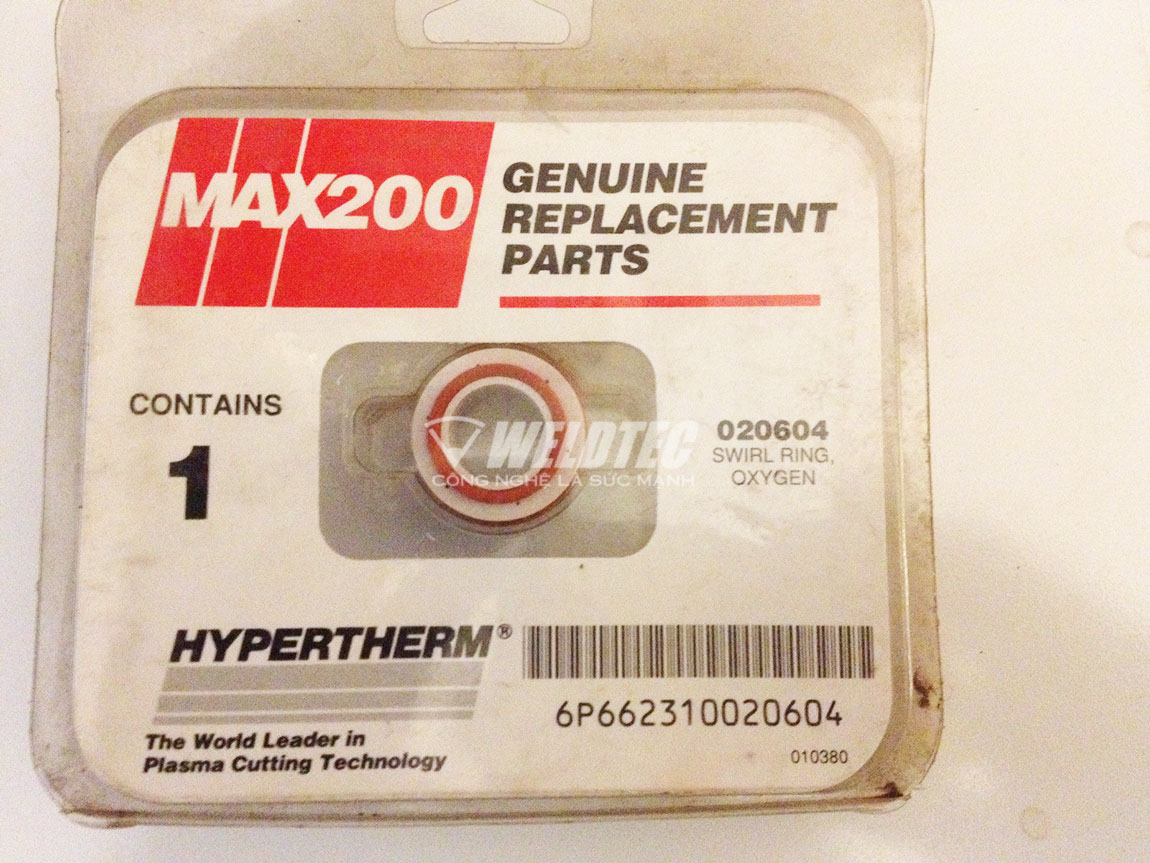 MAX200
GENUINE
REPLACEMENT
PARTS
CONTAINS
1
WELDTEC
CÔNG NGHỆ LÀ SỨC MẠNH
020604
SWIRL RING,
OXYGEN
HYPERTHERM®
6P662310020604
The World Leader in
Plasma Cutting Technology
010380